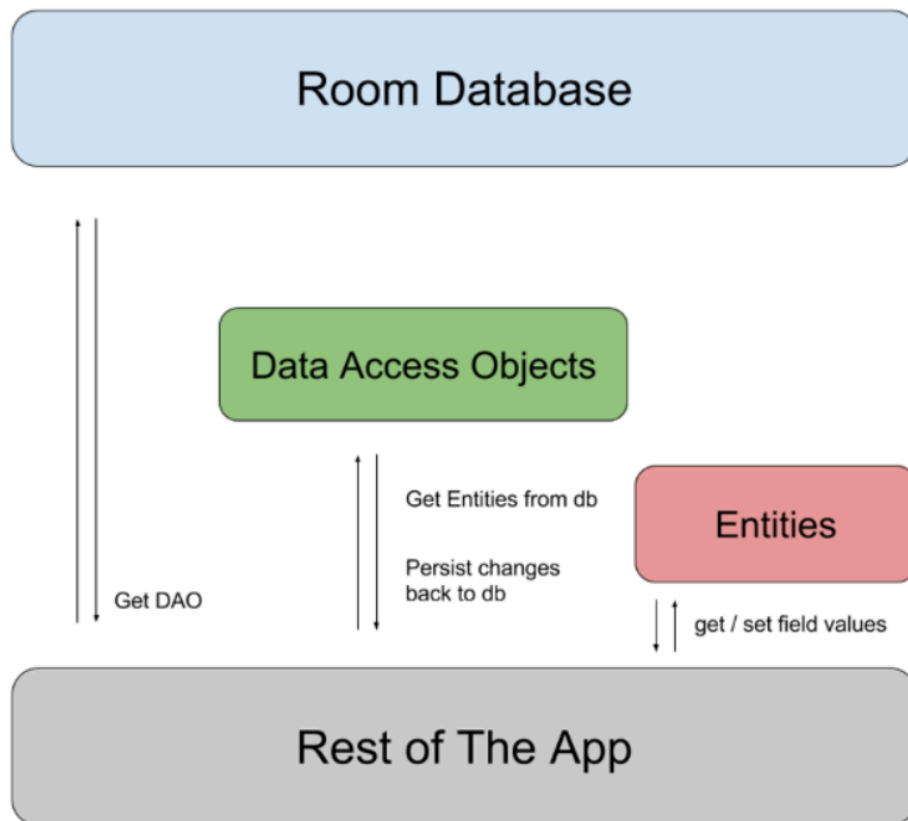 Room Database
Data Access Objects
Get Entities from db
Entities
Persist changes
back to db
Get DAO
get / set field values
Rest of The App